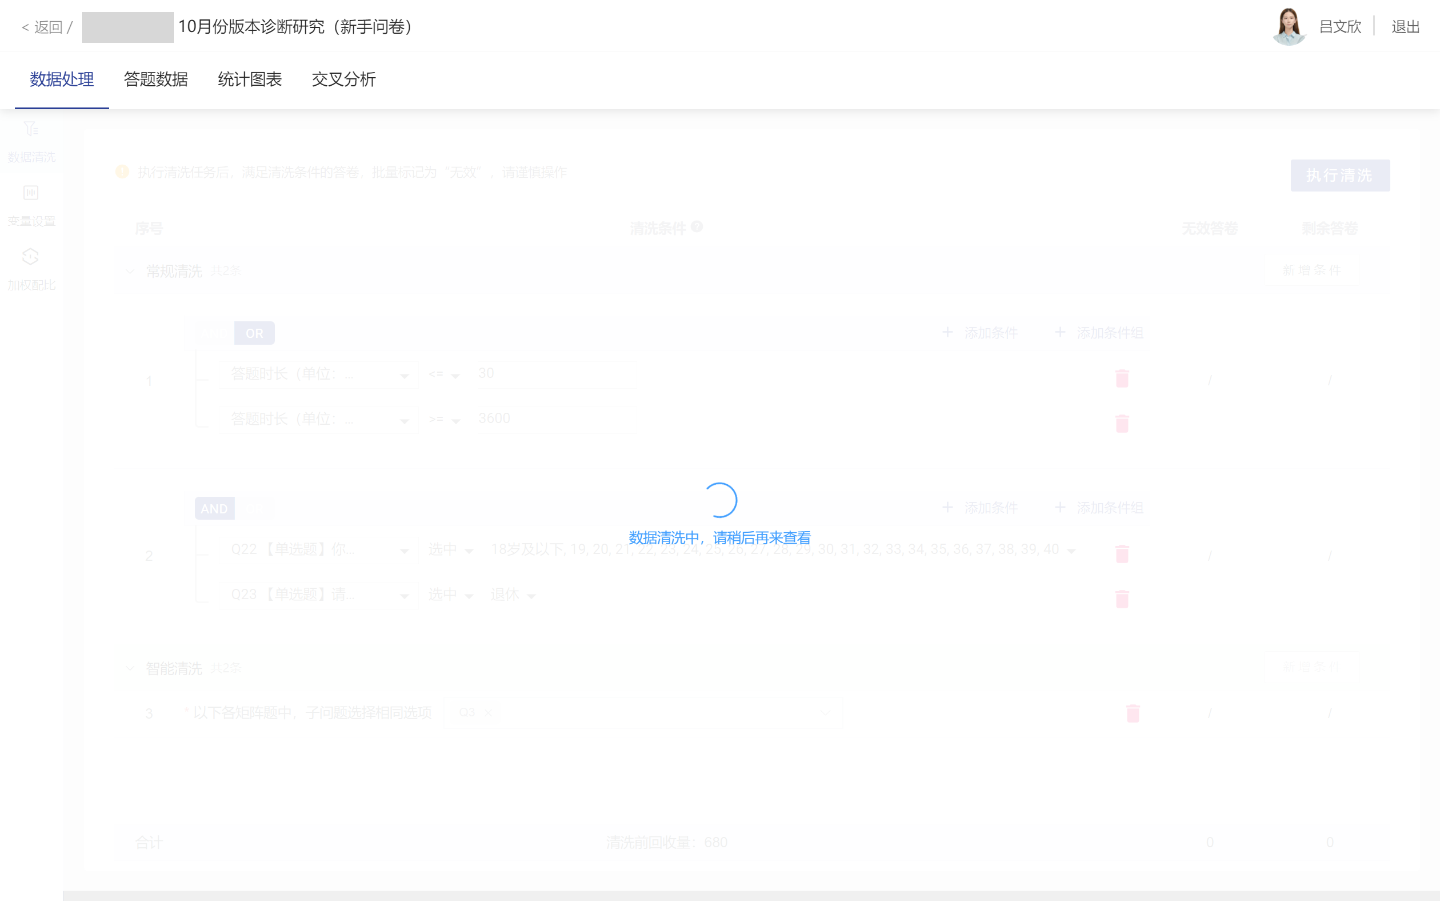 < 返回 / 10月份版本诊断研究（新手问卷）
吕文欣 | 退出
数据处理 答题数据 统计图表 交叉分析
数据清洗
变量设置
加权配比
执行清洗任务后，满足清洗条件的答卷，批量标记为“无效”，请谨慎操作
执行清洗
序号 清洗条件 无效答卷 剩余答卷
常规清洗 共2条 新增条件
OR + 添加条件 + 添加条件组
1 / /
答题时长（单位：... <= 30
答题时长（单位：... >= 3600
AND + 添加条件 + 添加条件组
2 / /
Q22 【单选题】你... 选中 18岁及以下, 19, 20, 21, 22, 23, 24, 25, 26, 27, 28, 29, 30, 31, 32, 33, 34, 35, 36, 37, 38, 39, 40
Q23 【单选题】请... 选中 退休
数据清洗中，请稍后再来查看
智能清洗 共2条 新增条件
3 * 以下各矩阵题中，子问题选择相同选项 / /
合计 清洗前回收量：680 0 0